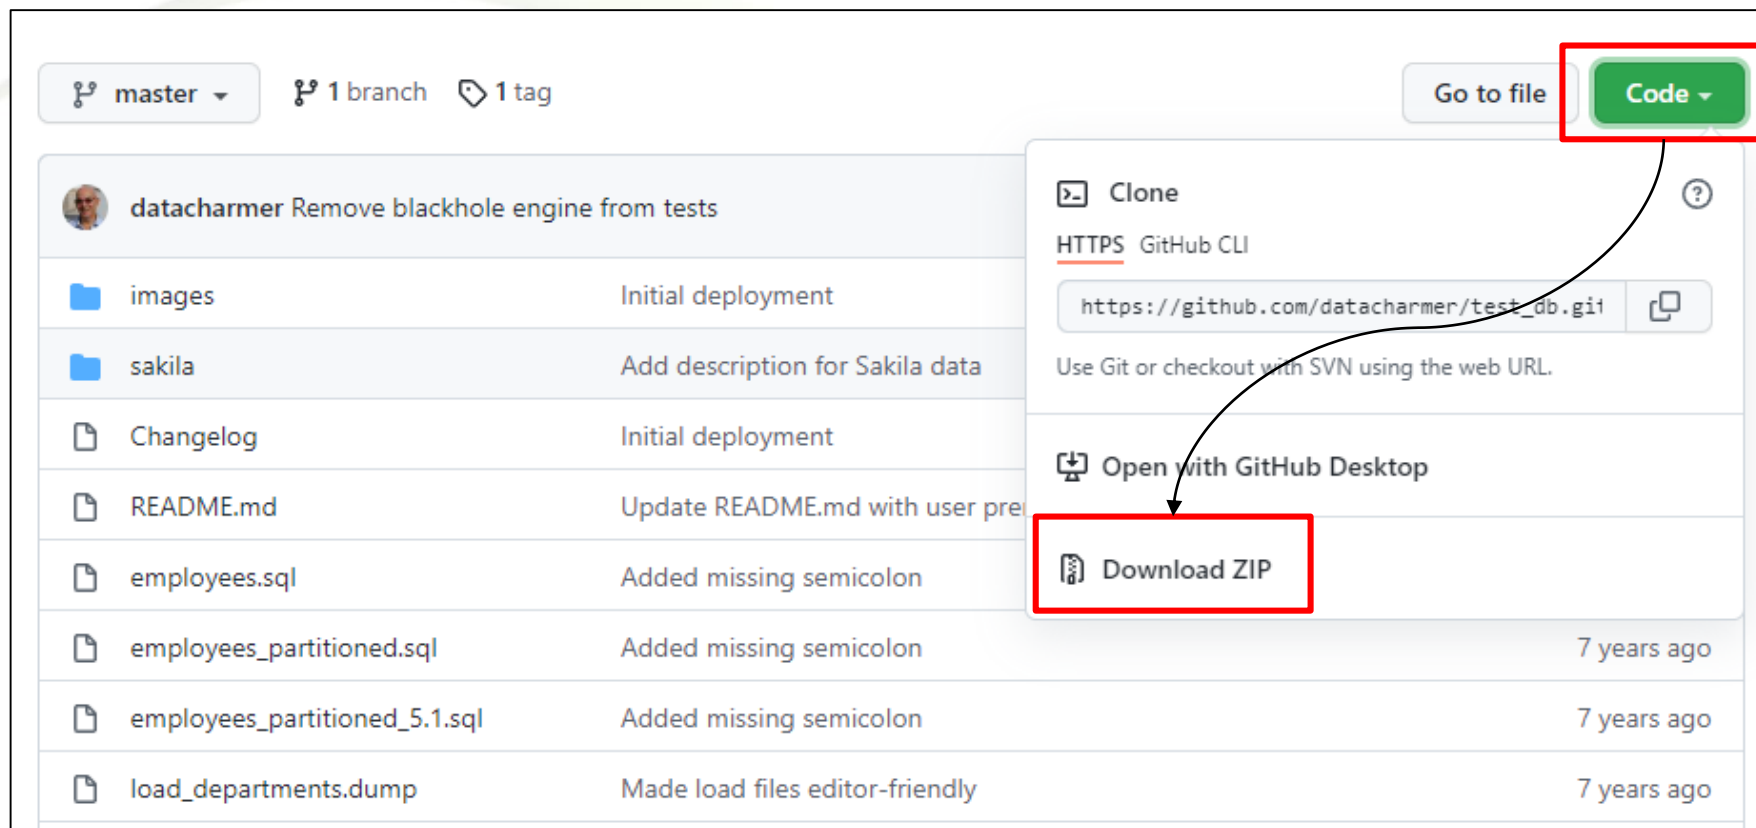 master 1 branch 1 tag Go to file Code
datacharmer Remove blackhole engine from tests
Clone
HTTPS GitHub CLI
https://github.com/datacharmer/test_db.git
Use Git or checkout with SVN using the web URL.
Open with GitHub Desktop
Download ZIP
images Initial deployment
sakila Add description for Sakila data
Changelog Initial deployment
README.md Update README.md with user
employees.sql Added missing semicolon
employees_partitioned.sql Added missing semicolon 7 years ago
employees_partitioned_5.1.sql Added missing semicolon 7 years ago
load_departments.dump Made load files editor-friendly 7 years ago